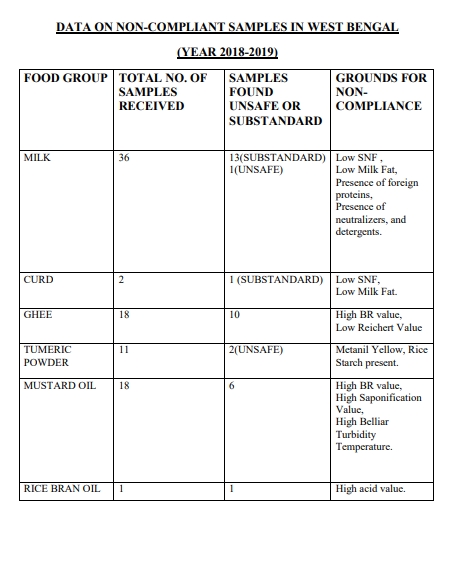 DATA ON NON-COMPLIANT SAMPLES IN WEST BENGAL
(YEAR 2018-2019)
FOOD GROUP
TOTAL NO. OF
SAMPLES
RECEIVED
SAMPLES
FOUND
UNSAFE OR
SUBSTANDARD
GROUNDS FOR
NON-
COMPLIANCE
MILK
36
13(SUBSTANDARD)
1(UNSAFE)
Low SNF ,
Low Milk Fat,
Presence of foreign
proteins,
Presence of
neutralizers, and
detergents.
CURD
2
1 (SUBSTANDARD)
Low SNF,
Low Milk Fat.
GHEE
18
10
High BR value,
Low Reichert Value
TUMERIC
POWDER
11
2(UNSAFE)
Metanil Yellow, Rice
Starch present.
MUSTARD OIL
18
6
High BR value,
High Saponification
Value,
High Belliar
Turbidity
Temperature.
RICE BRAN OIL
1
1
High acid value.